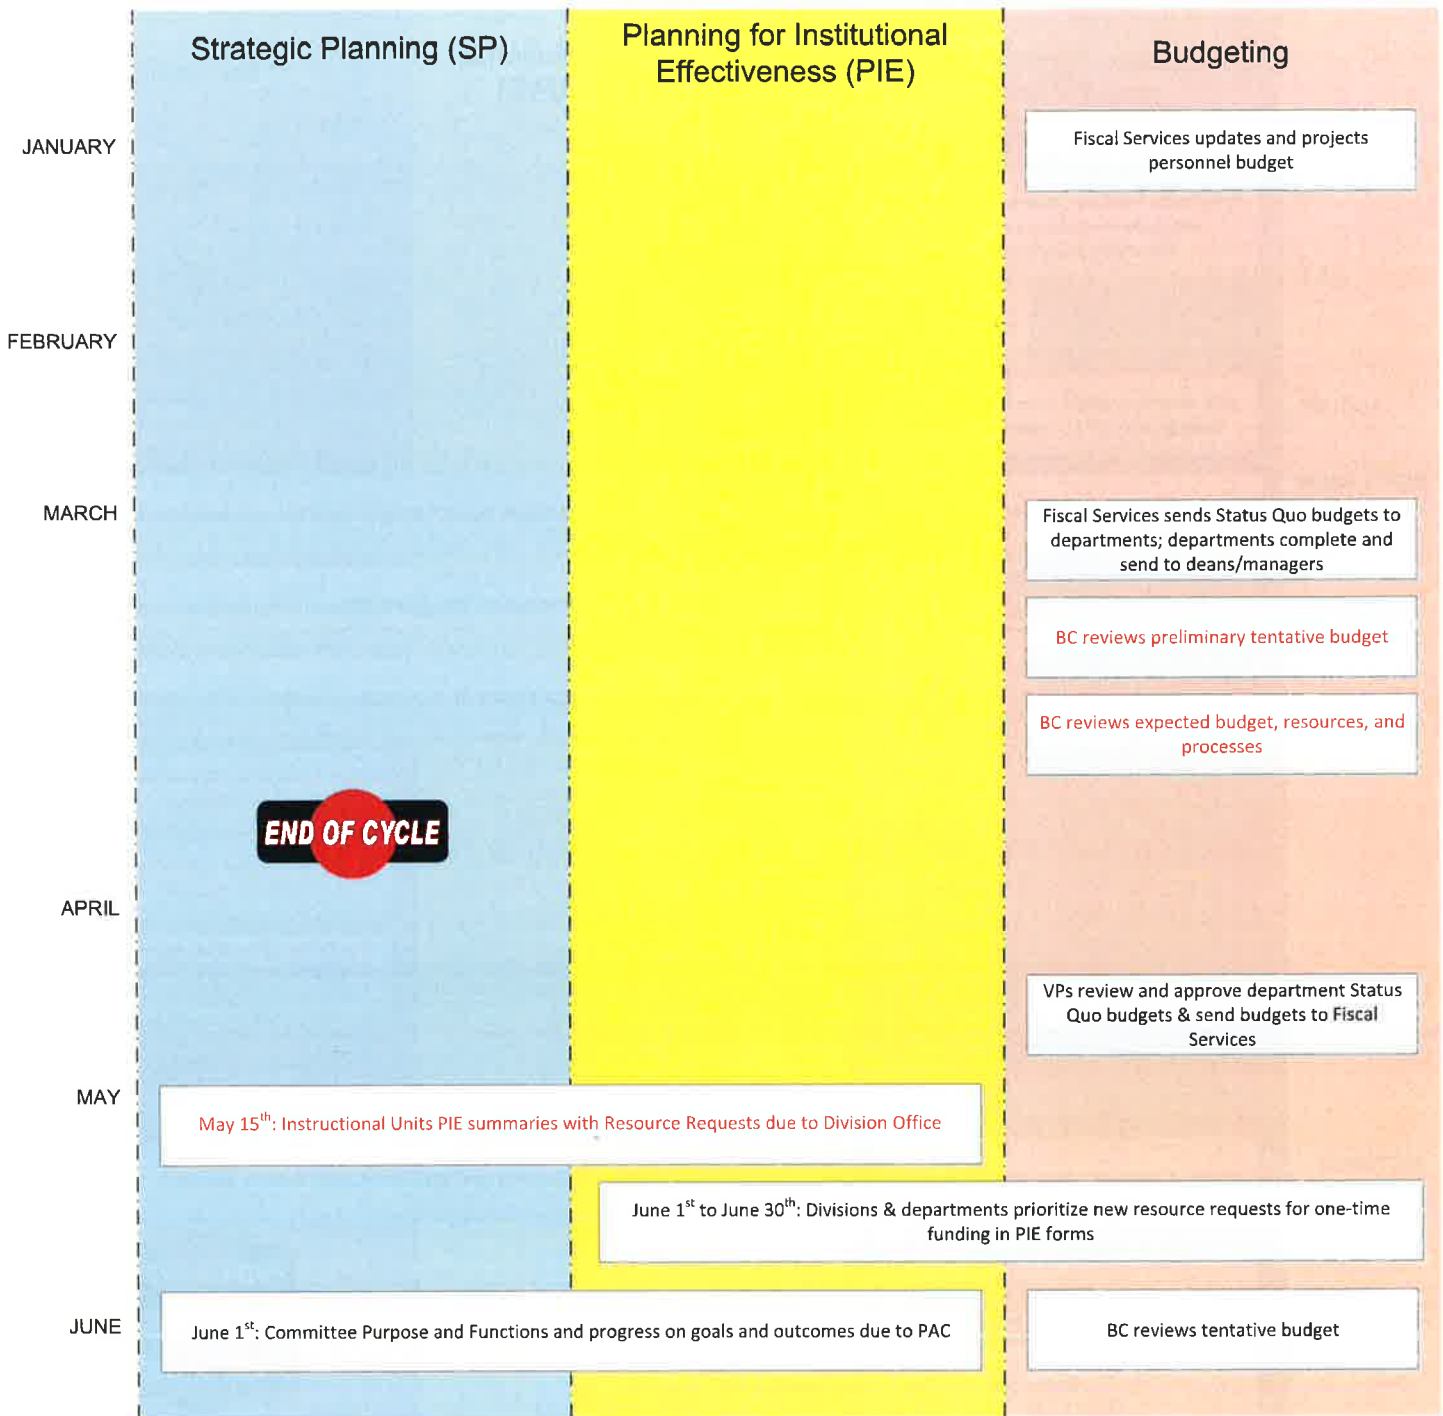 Strategic Planning (SP)
Planning for Institutional
Effectiveness (PIE)
Budgeting
JANUARY
Fiscal Services updates and projects
personnel budget
FEBRUARY
MARCH
Fiscal Services sends Status Quo budgets to
departments; departments complete and
send to deans/managers
BC reviews preliminary tentative budget
BC reviews expected budget, resources, and
processes
END OF CYCLE
APRIL
VPs review and approve department Status
Quo budgets & send budgets to Fiscal
Services
MAY
May 15th: Instructional Units PIE summaries with Resource Requests due to Division Office
June 1st to June 30th: Divisions & departments prioritize new resource requests for one-time
funding in PIE forms
JUNE
June 1st: Committee Purpose and Functions and progress on goals and outcomes due to PAC
BC reviews tentative budget